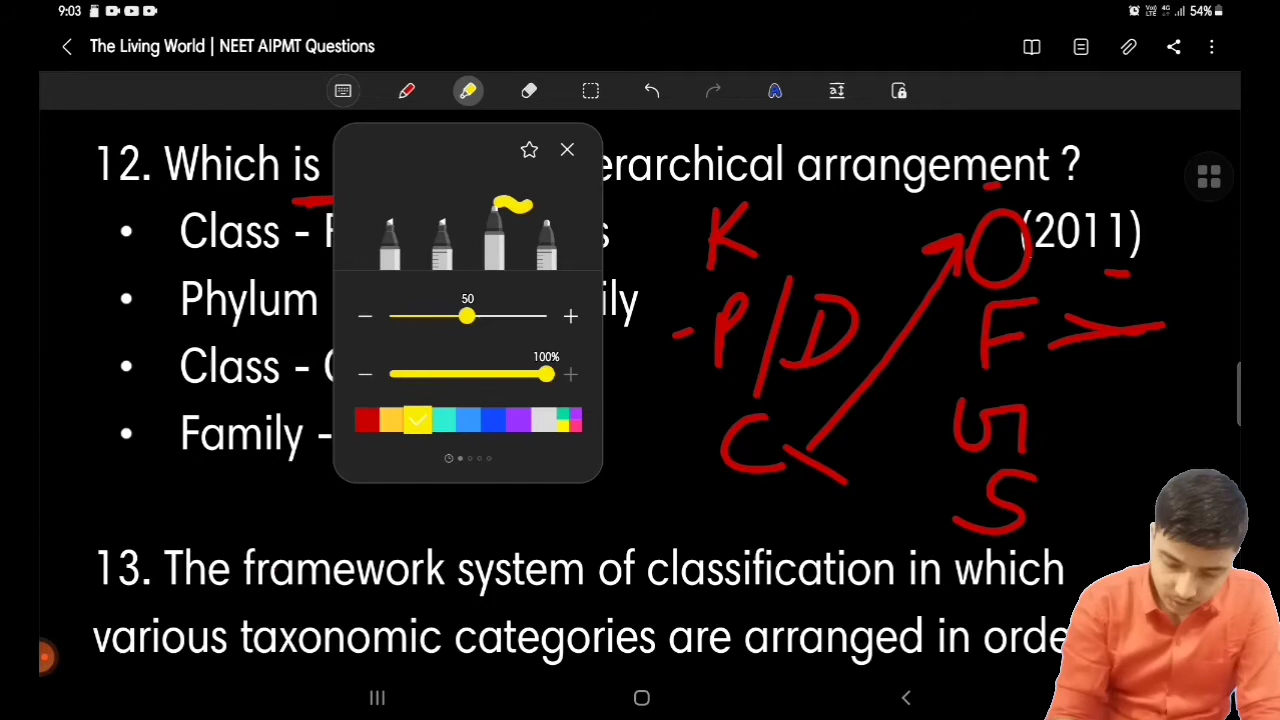 9:03 54%
The Living World | NEET AIPMT Questions
12. Which is erarchical arrangement ?
Class - (2011)
Phylum
Class -
Family -
50
100%
K
P/D
C
O
F
G
S
13. The framework system of classification in which
various taxonomic categories are arranged in orde